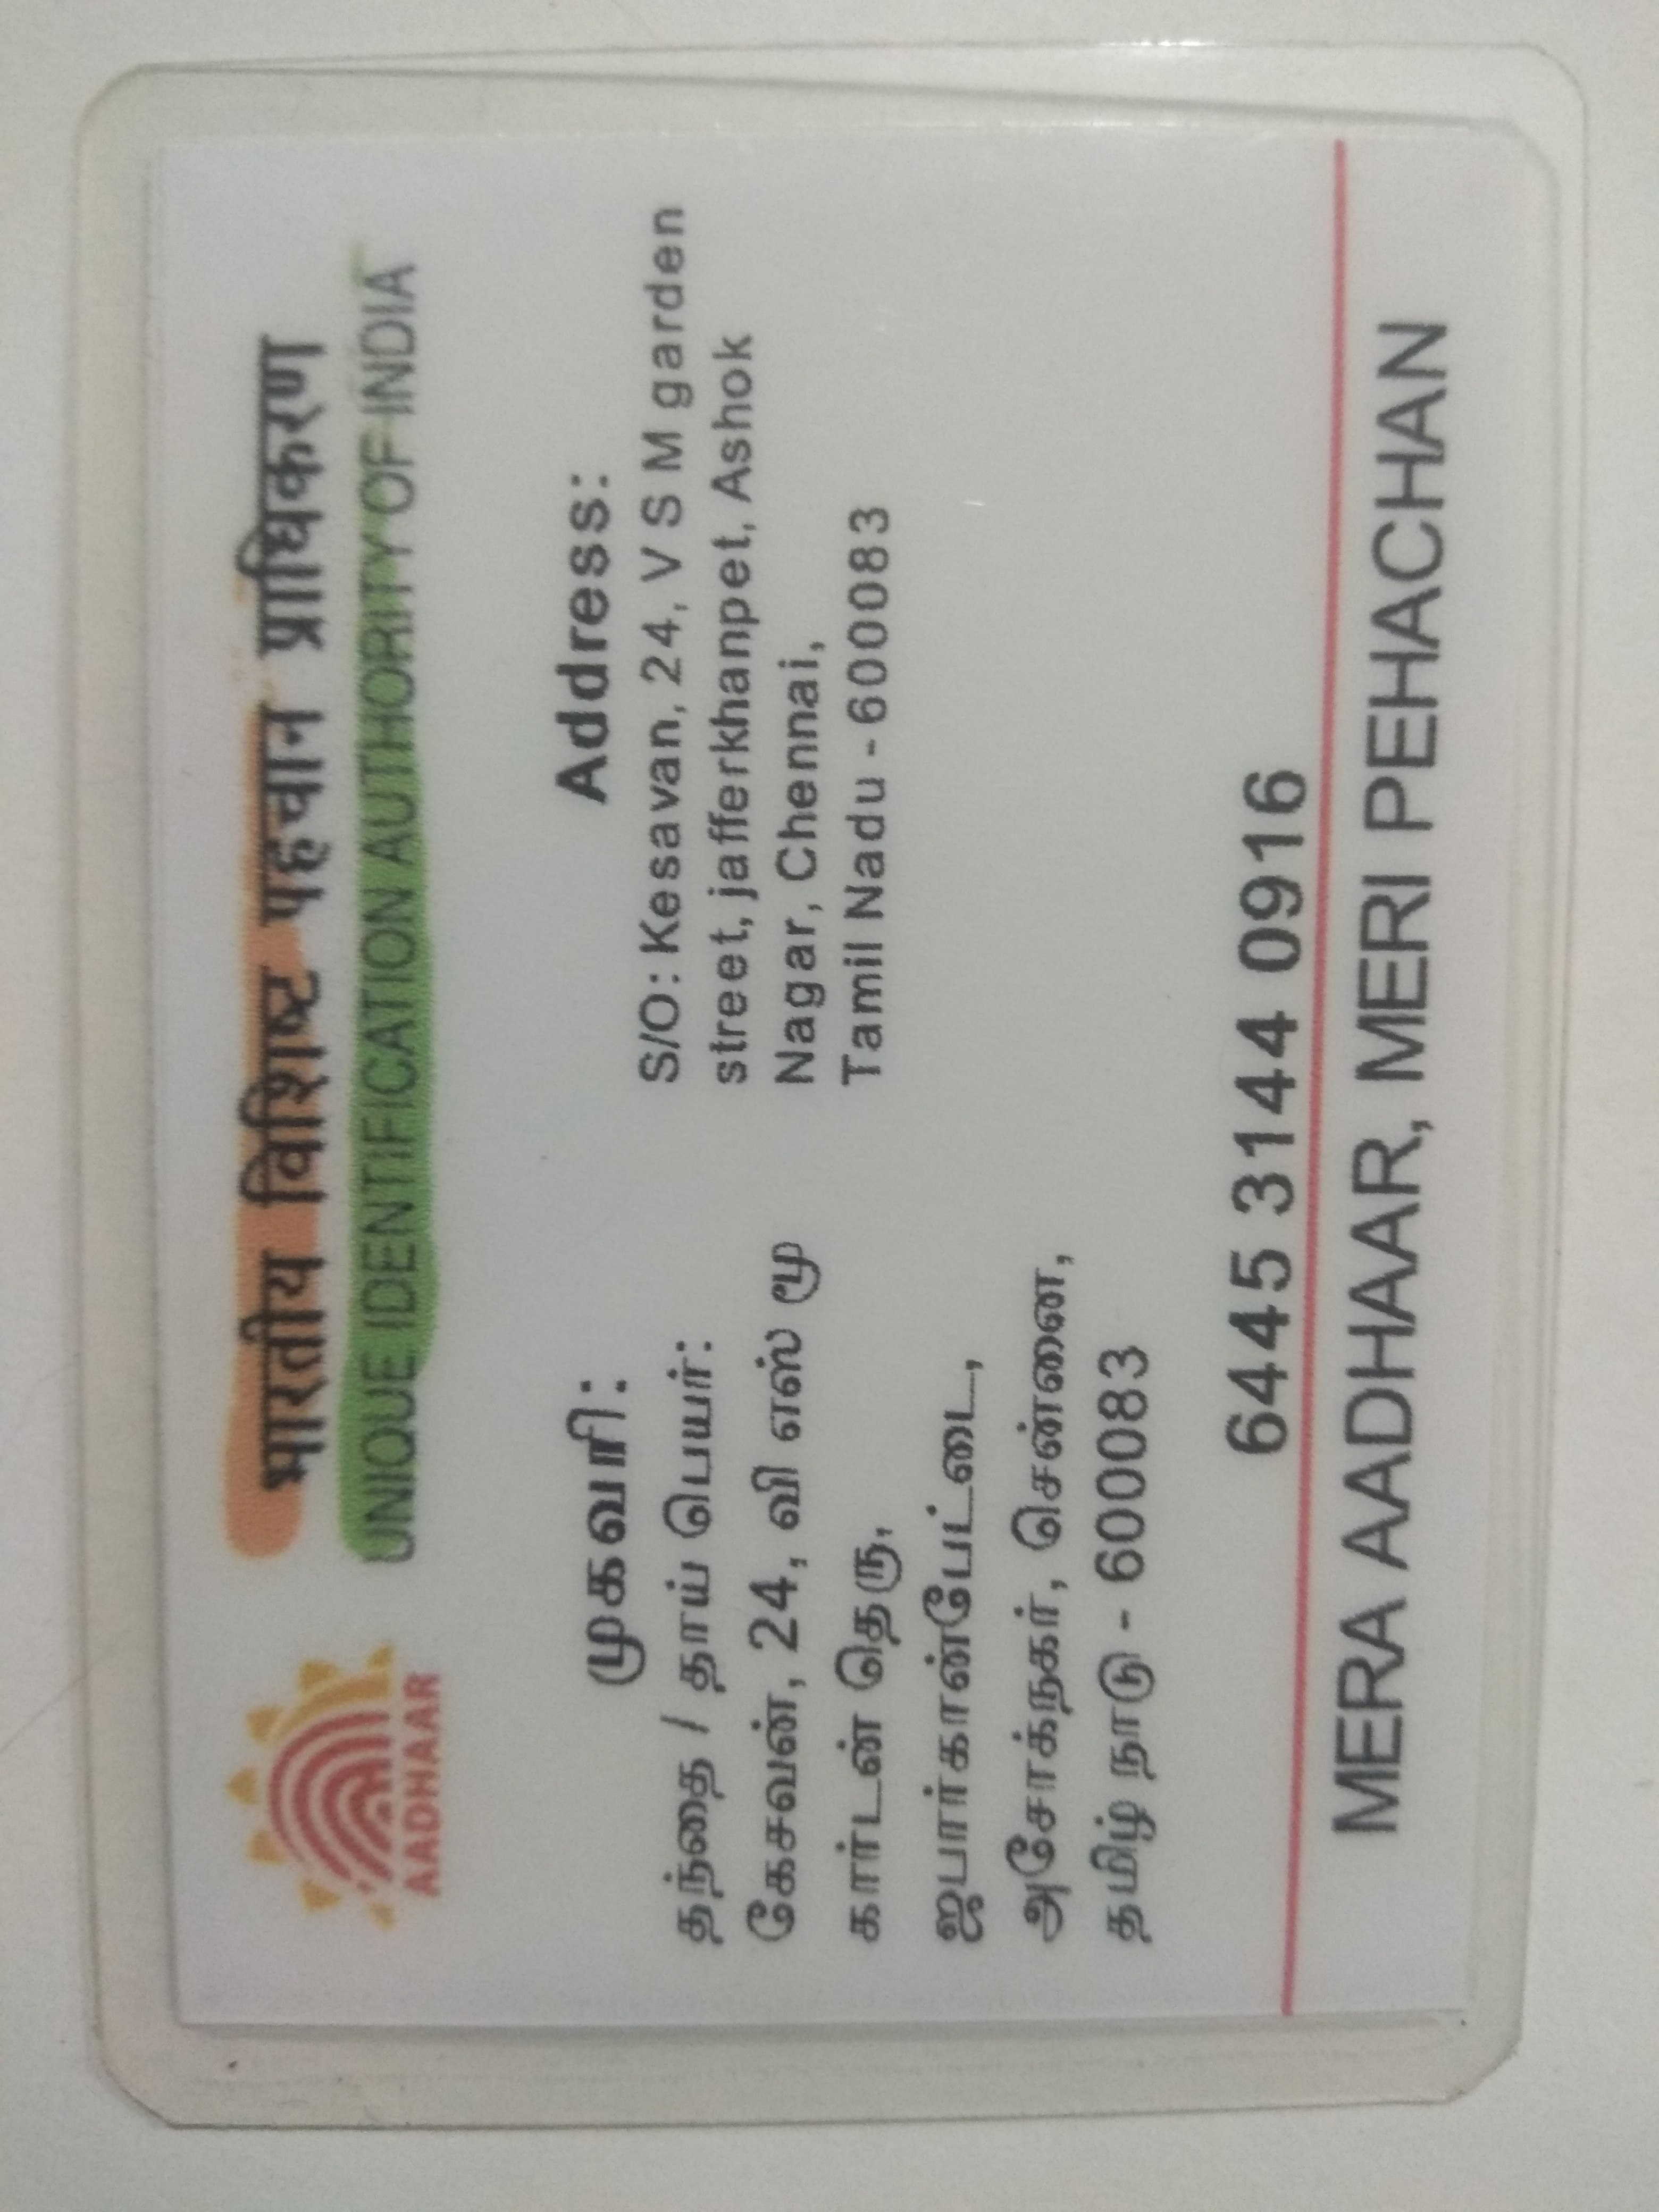 भारतीय विशिष्ट पहचान प्राधिकरण
UNIQUE IDENTIFICATION AUTHORITY OF INDIA
AADHAAR
முகவரி:
தந்தை / தாய் பெயர்:
கேசவன், 24, வி எஸ் மூ
கார்டன் தெரு,
ஜபார்கான்பேட்டை,
அசோக்நகர், சென்னை,
தமிழ் நாடு - 600083
Address:
S/O: Kesavan, 24, V S M garden
street, jafferkhanpet, Ashok
Nagar, Chennai,
Tamil Nadu - 600083
6445 3144 0916
MERA AADHAAR, MERI PEHACHAN